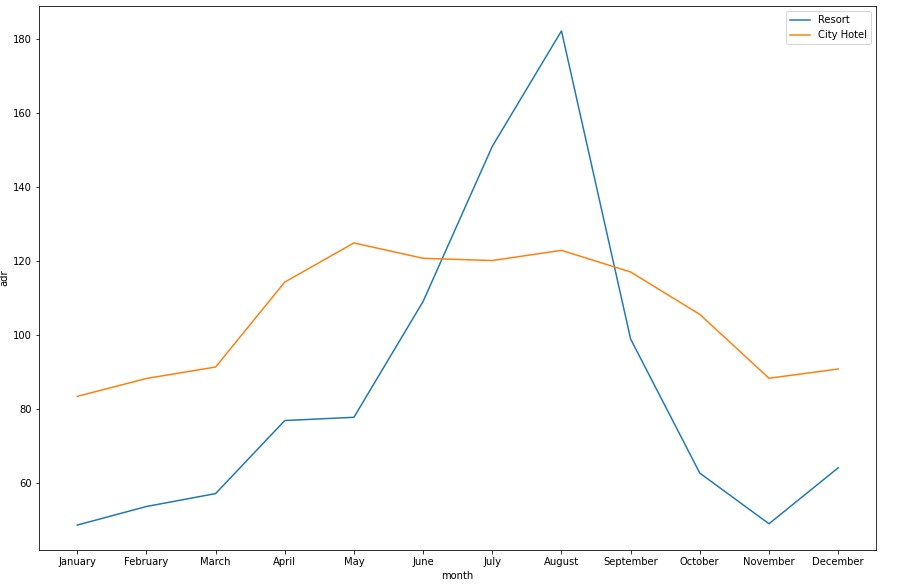 Resort
City Hotel
180
160
140
120
100
80
60
adr
January February March April May June July August September October November December
month